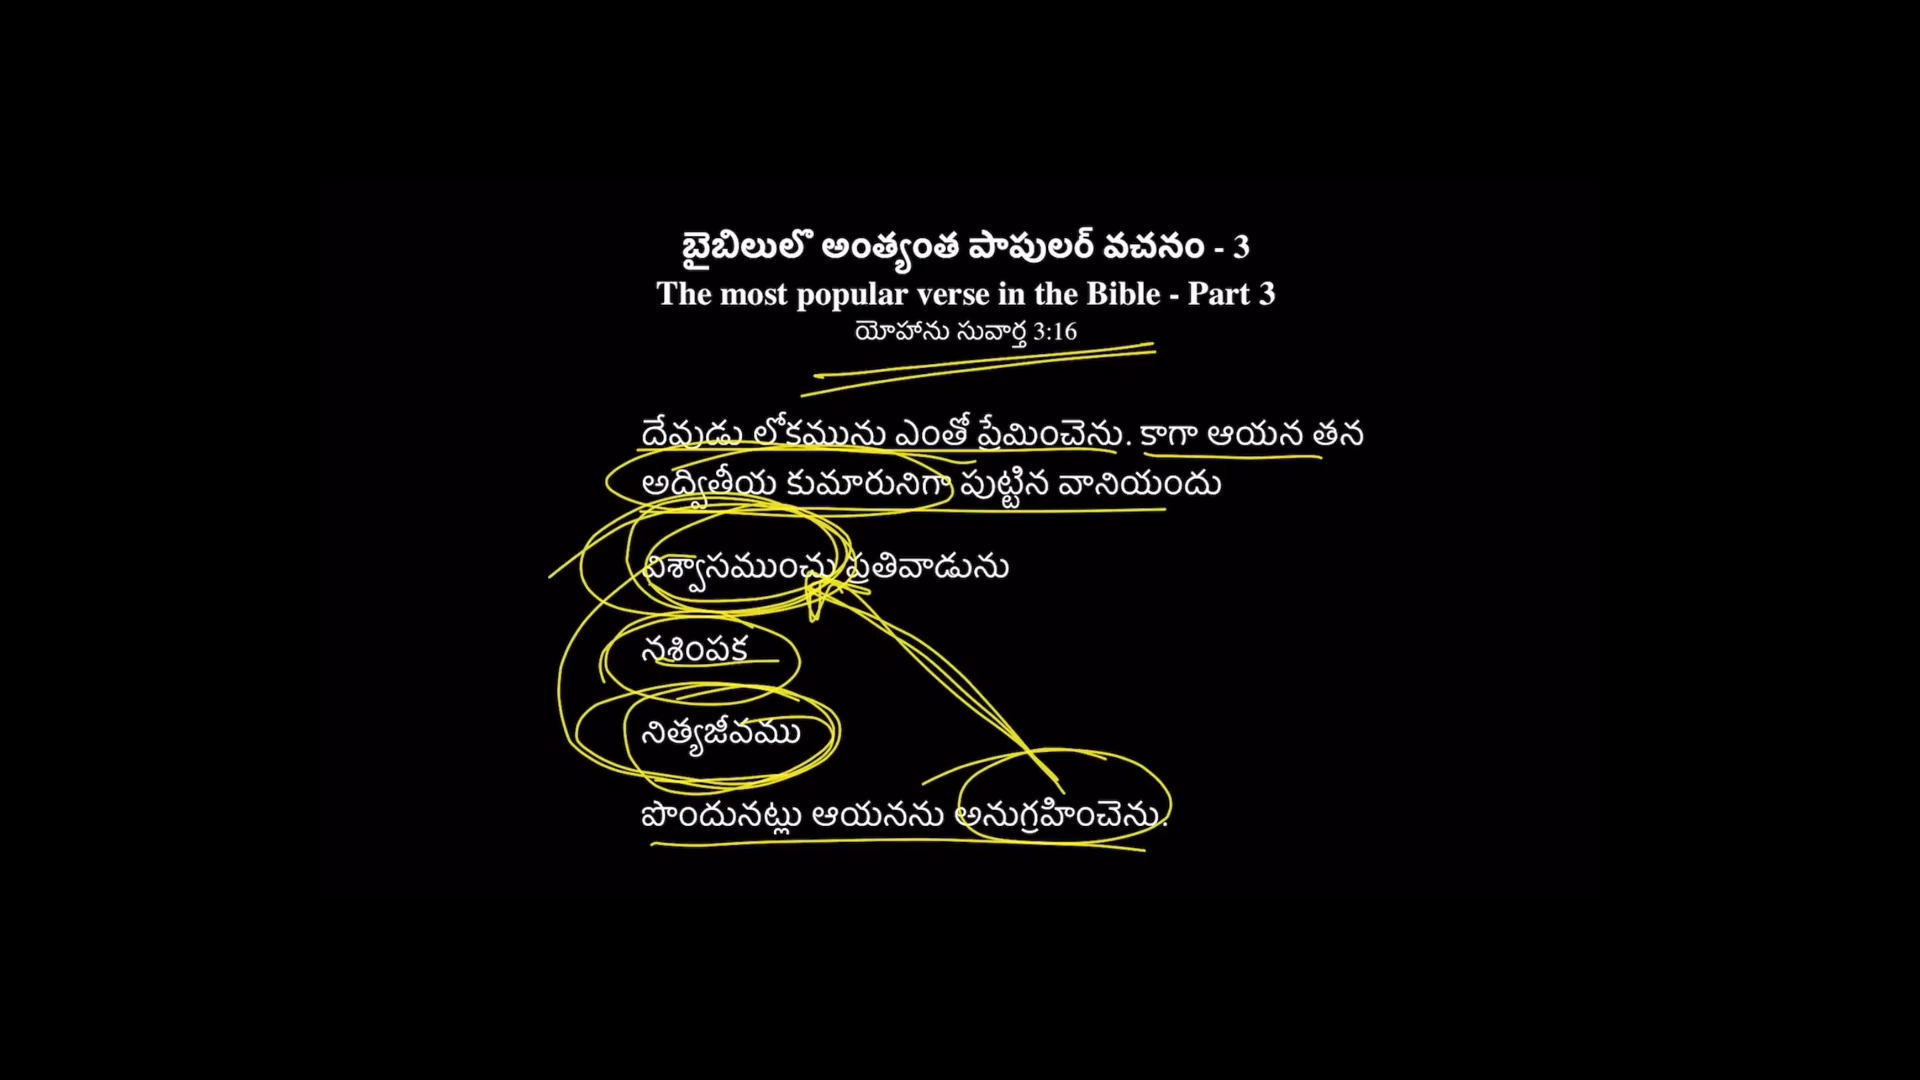 బైబిలులొ అంత్యంత పాపులర్ వచనం - 3
The most popular verse in the Bible - Part 3
యోహాను సువార్త 3:16
దేవుడు లోకమును ఎంతో ప్రేమించెను. కాగా ఆయన తన
అద్వితీయ కుమారునిగా పుట్టిన వానియందు
విశ్వాసముంచు ప్రతివాడును
నశింపక
నిత్యజీవము
పొందునట్లు ఆయనను అనుగ్రహించెను.